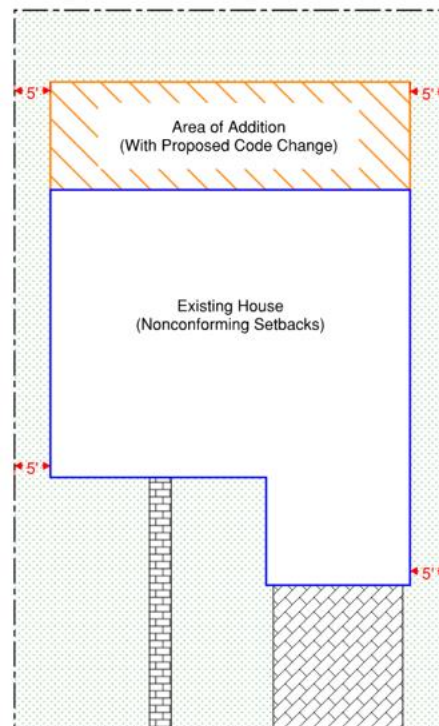 5'
5'
Area of Addition
(With Proposed Code Change)
Existing House
(Nonconforming Setbacks)
5'
5'